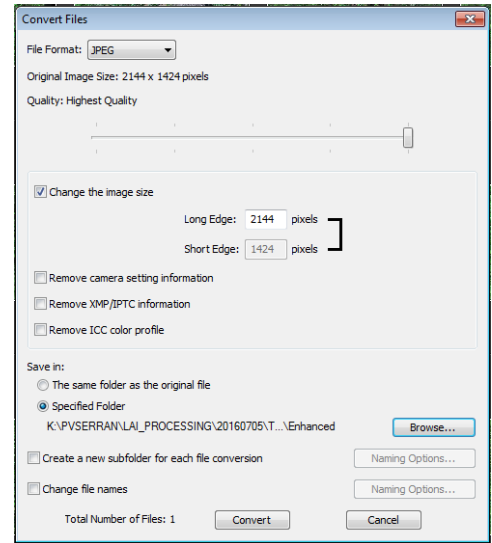 Convert Files
File Format: JPEG
Original Image Size: 2144 x 1424 pixels
Quality: Highest Quality
Change the image size
Long Edge: 2144 pixels
Short Edge: 1424 pixels
Remove camera setting information
Remove XMP/IPTC information
Remove ICC color profile
Save in:
The same folder as the original file
Specified Folder
K:\PVSERRAN\LAI_PROCESSING\20160705\T...\Enhanced Browse...
Create a new subfolder for each file conversion Naming Options...
Change file names Naming Options...
Total Number of Files: 1 Convert Cancel